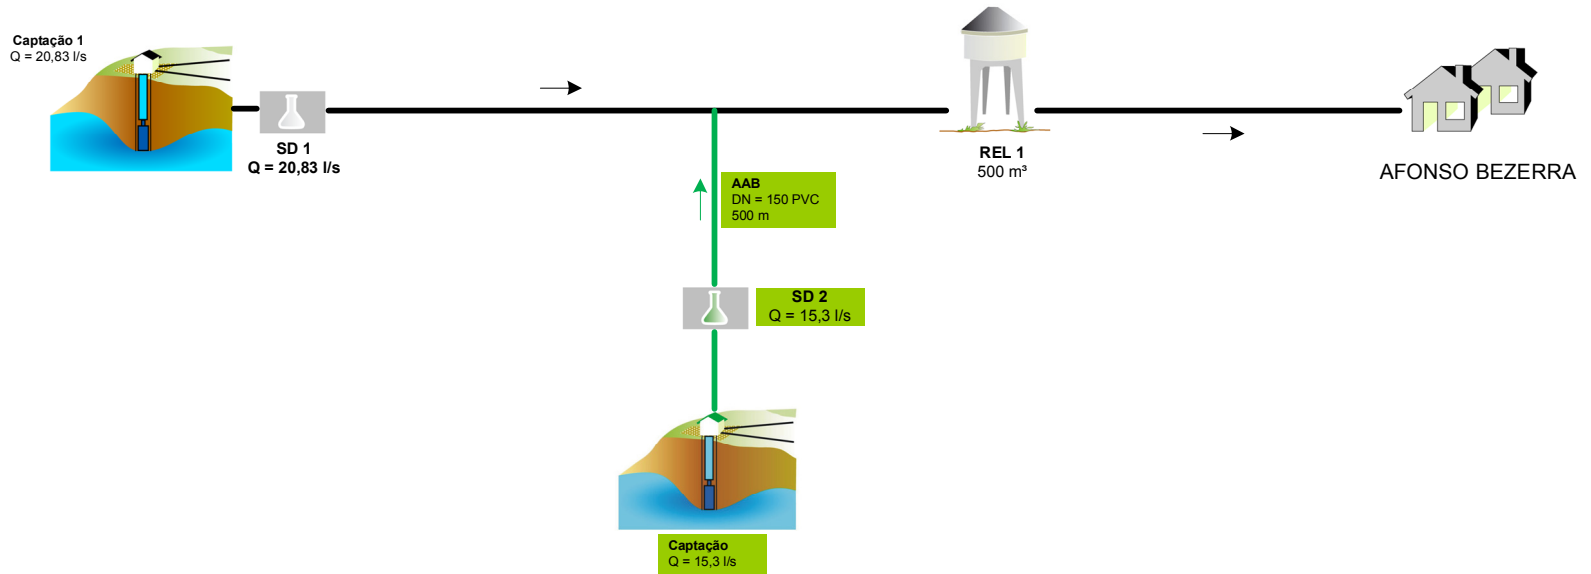 Captação 1
Q = 20,83 l/s
SD 1
Q = 20,83 l/s
REL 1
500 m³
AFONSO BEZERRA
AAB
DN = 150 PVC
500 m
SD 2
Q = 15,3 l/s
Captação
Q = 15,3 l/s